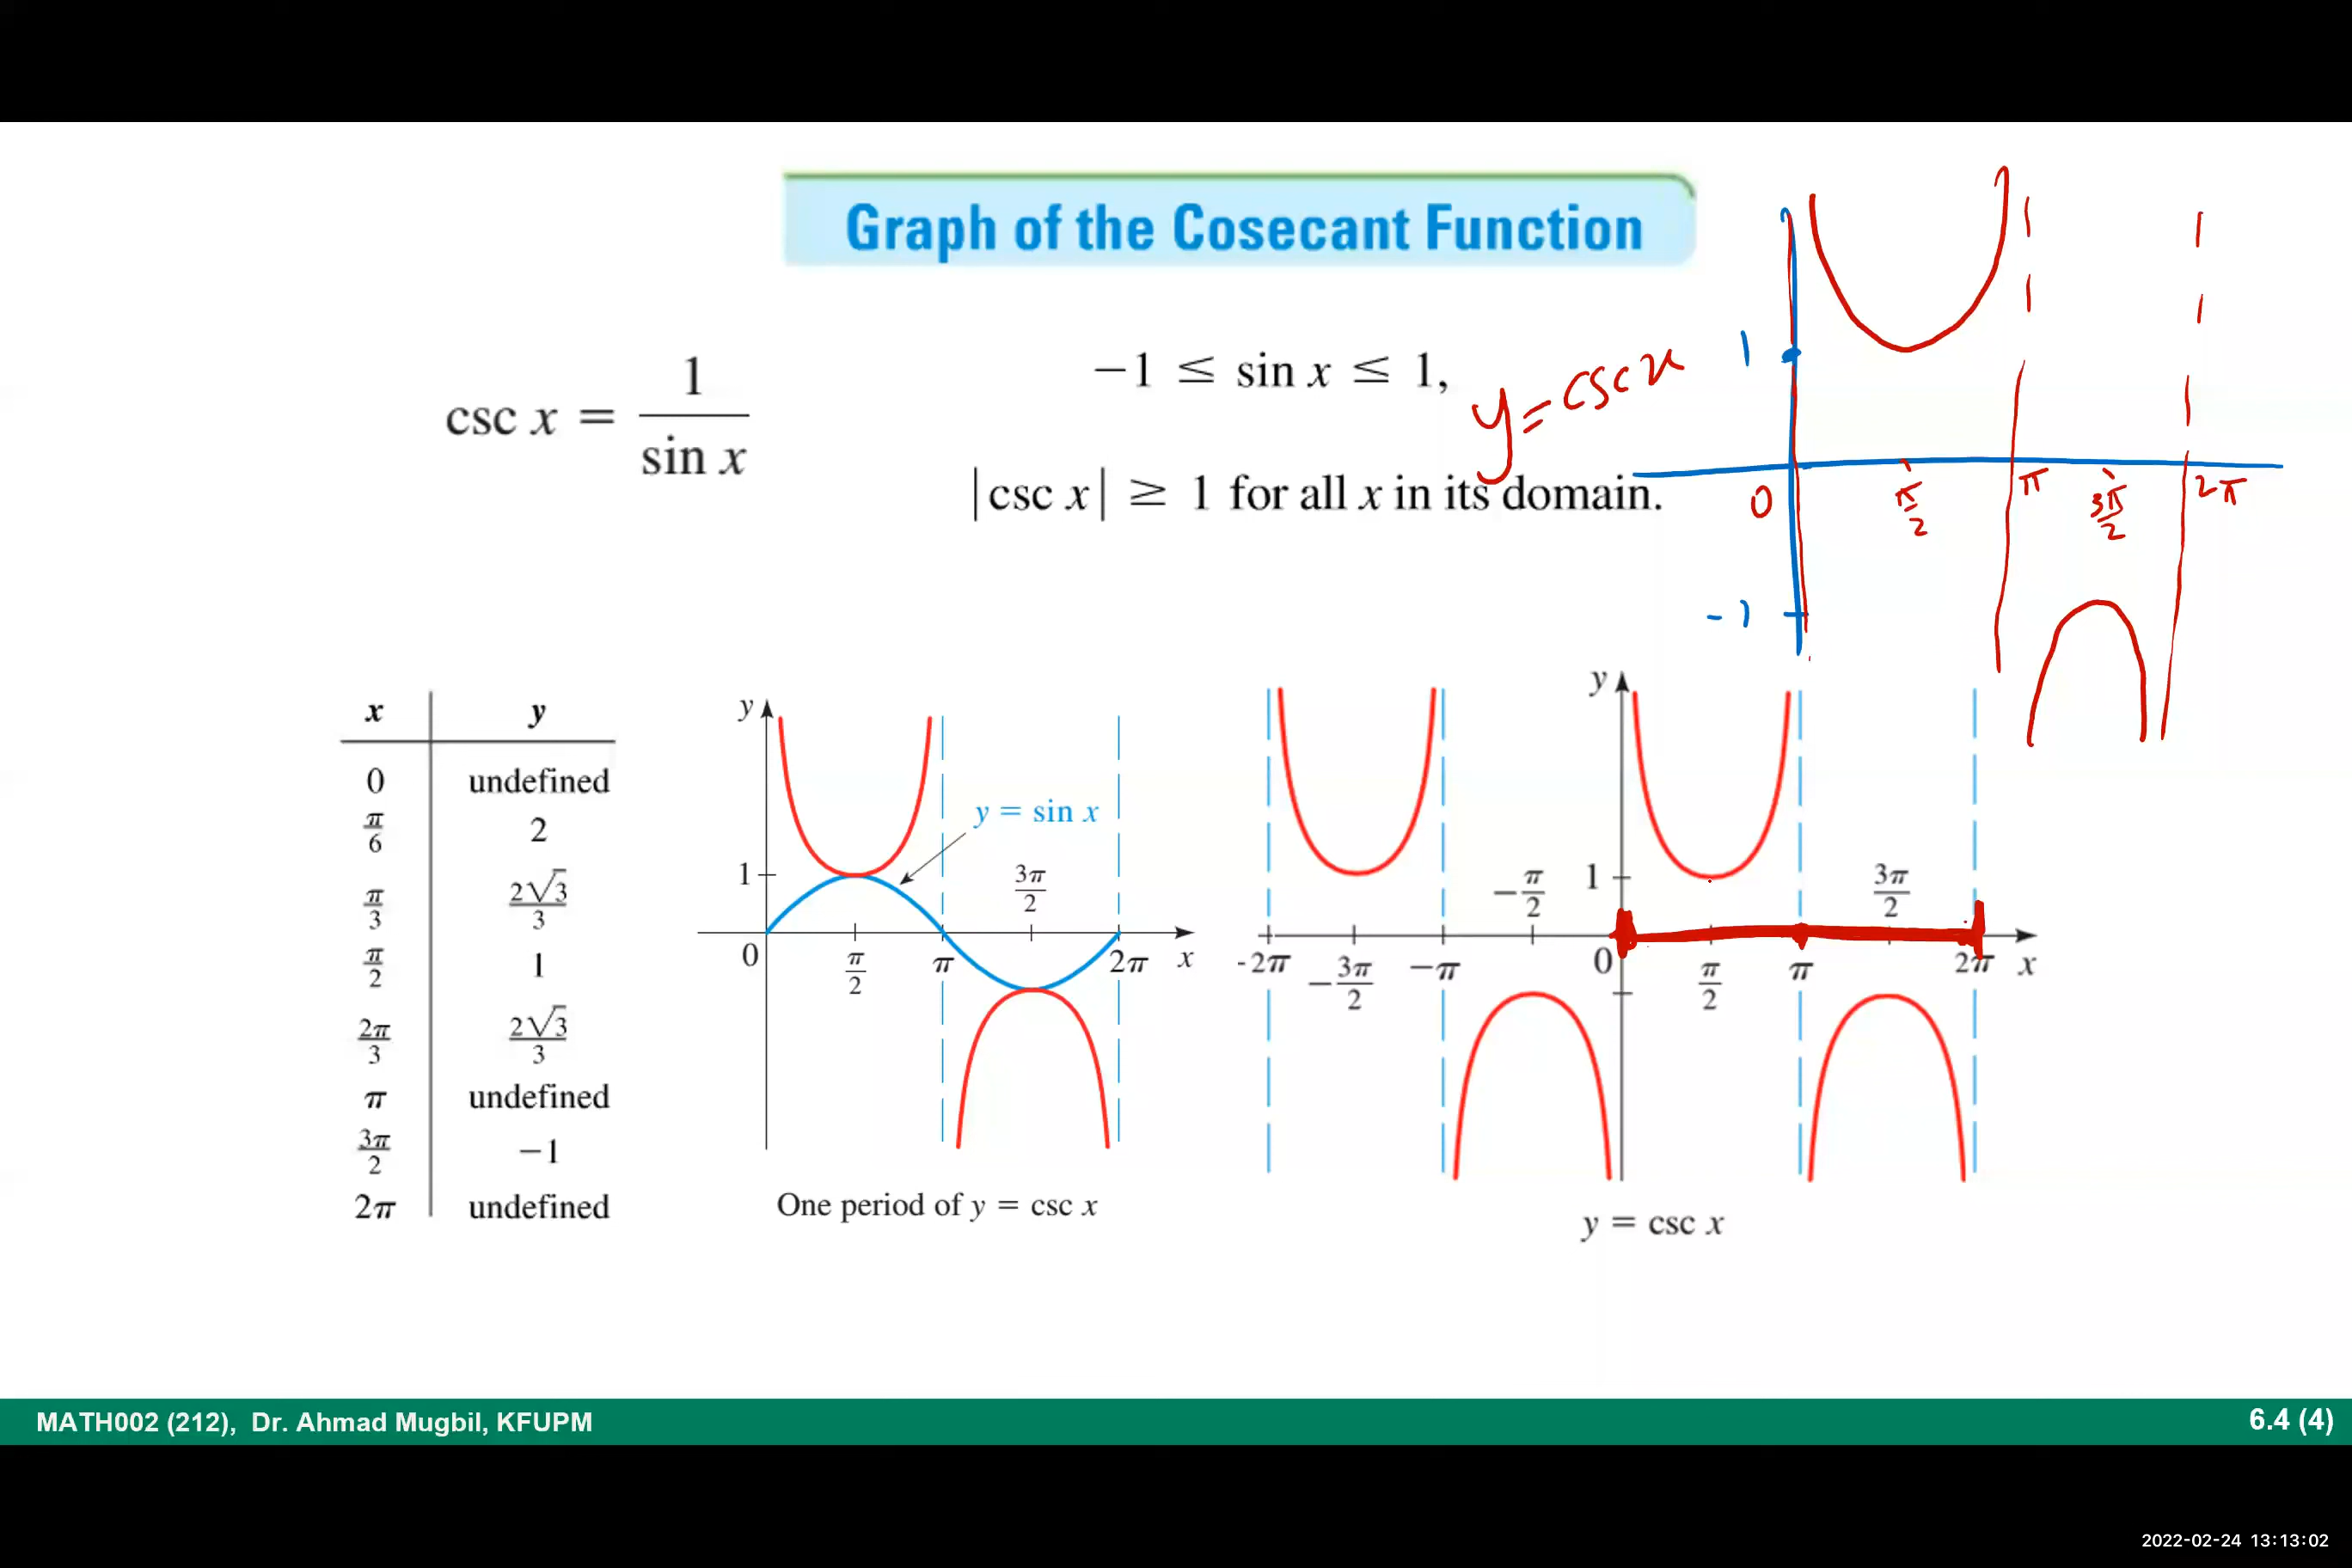 Graph of the Cosecant Function
csc x = 1 / sin x
−1 ≤ sin x ≤ 1,
y = csc x
|csc x| ≥ 1 for all x in its domain.
1
0 π/2 π 3π/2 2π
-1
x y
0 undefined
π/6 2
π/3 2√3/3
π/2 1
2π/3 2√3/3
π undefined
3π/2 −1
2π undefined
y
y = sin x
1
3π/2
0 π/2 π 2π x
One period of y = csc x
y
−π/2 1 3π/2
-2π −3π/2 −π 0 π/2 π 2π x
y = csc x
MATH002 (212), Dr. Ahmad Mugbil, KFUPM
6.4 (4)
2022-02-24 13:13:02